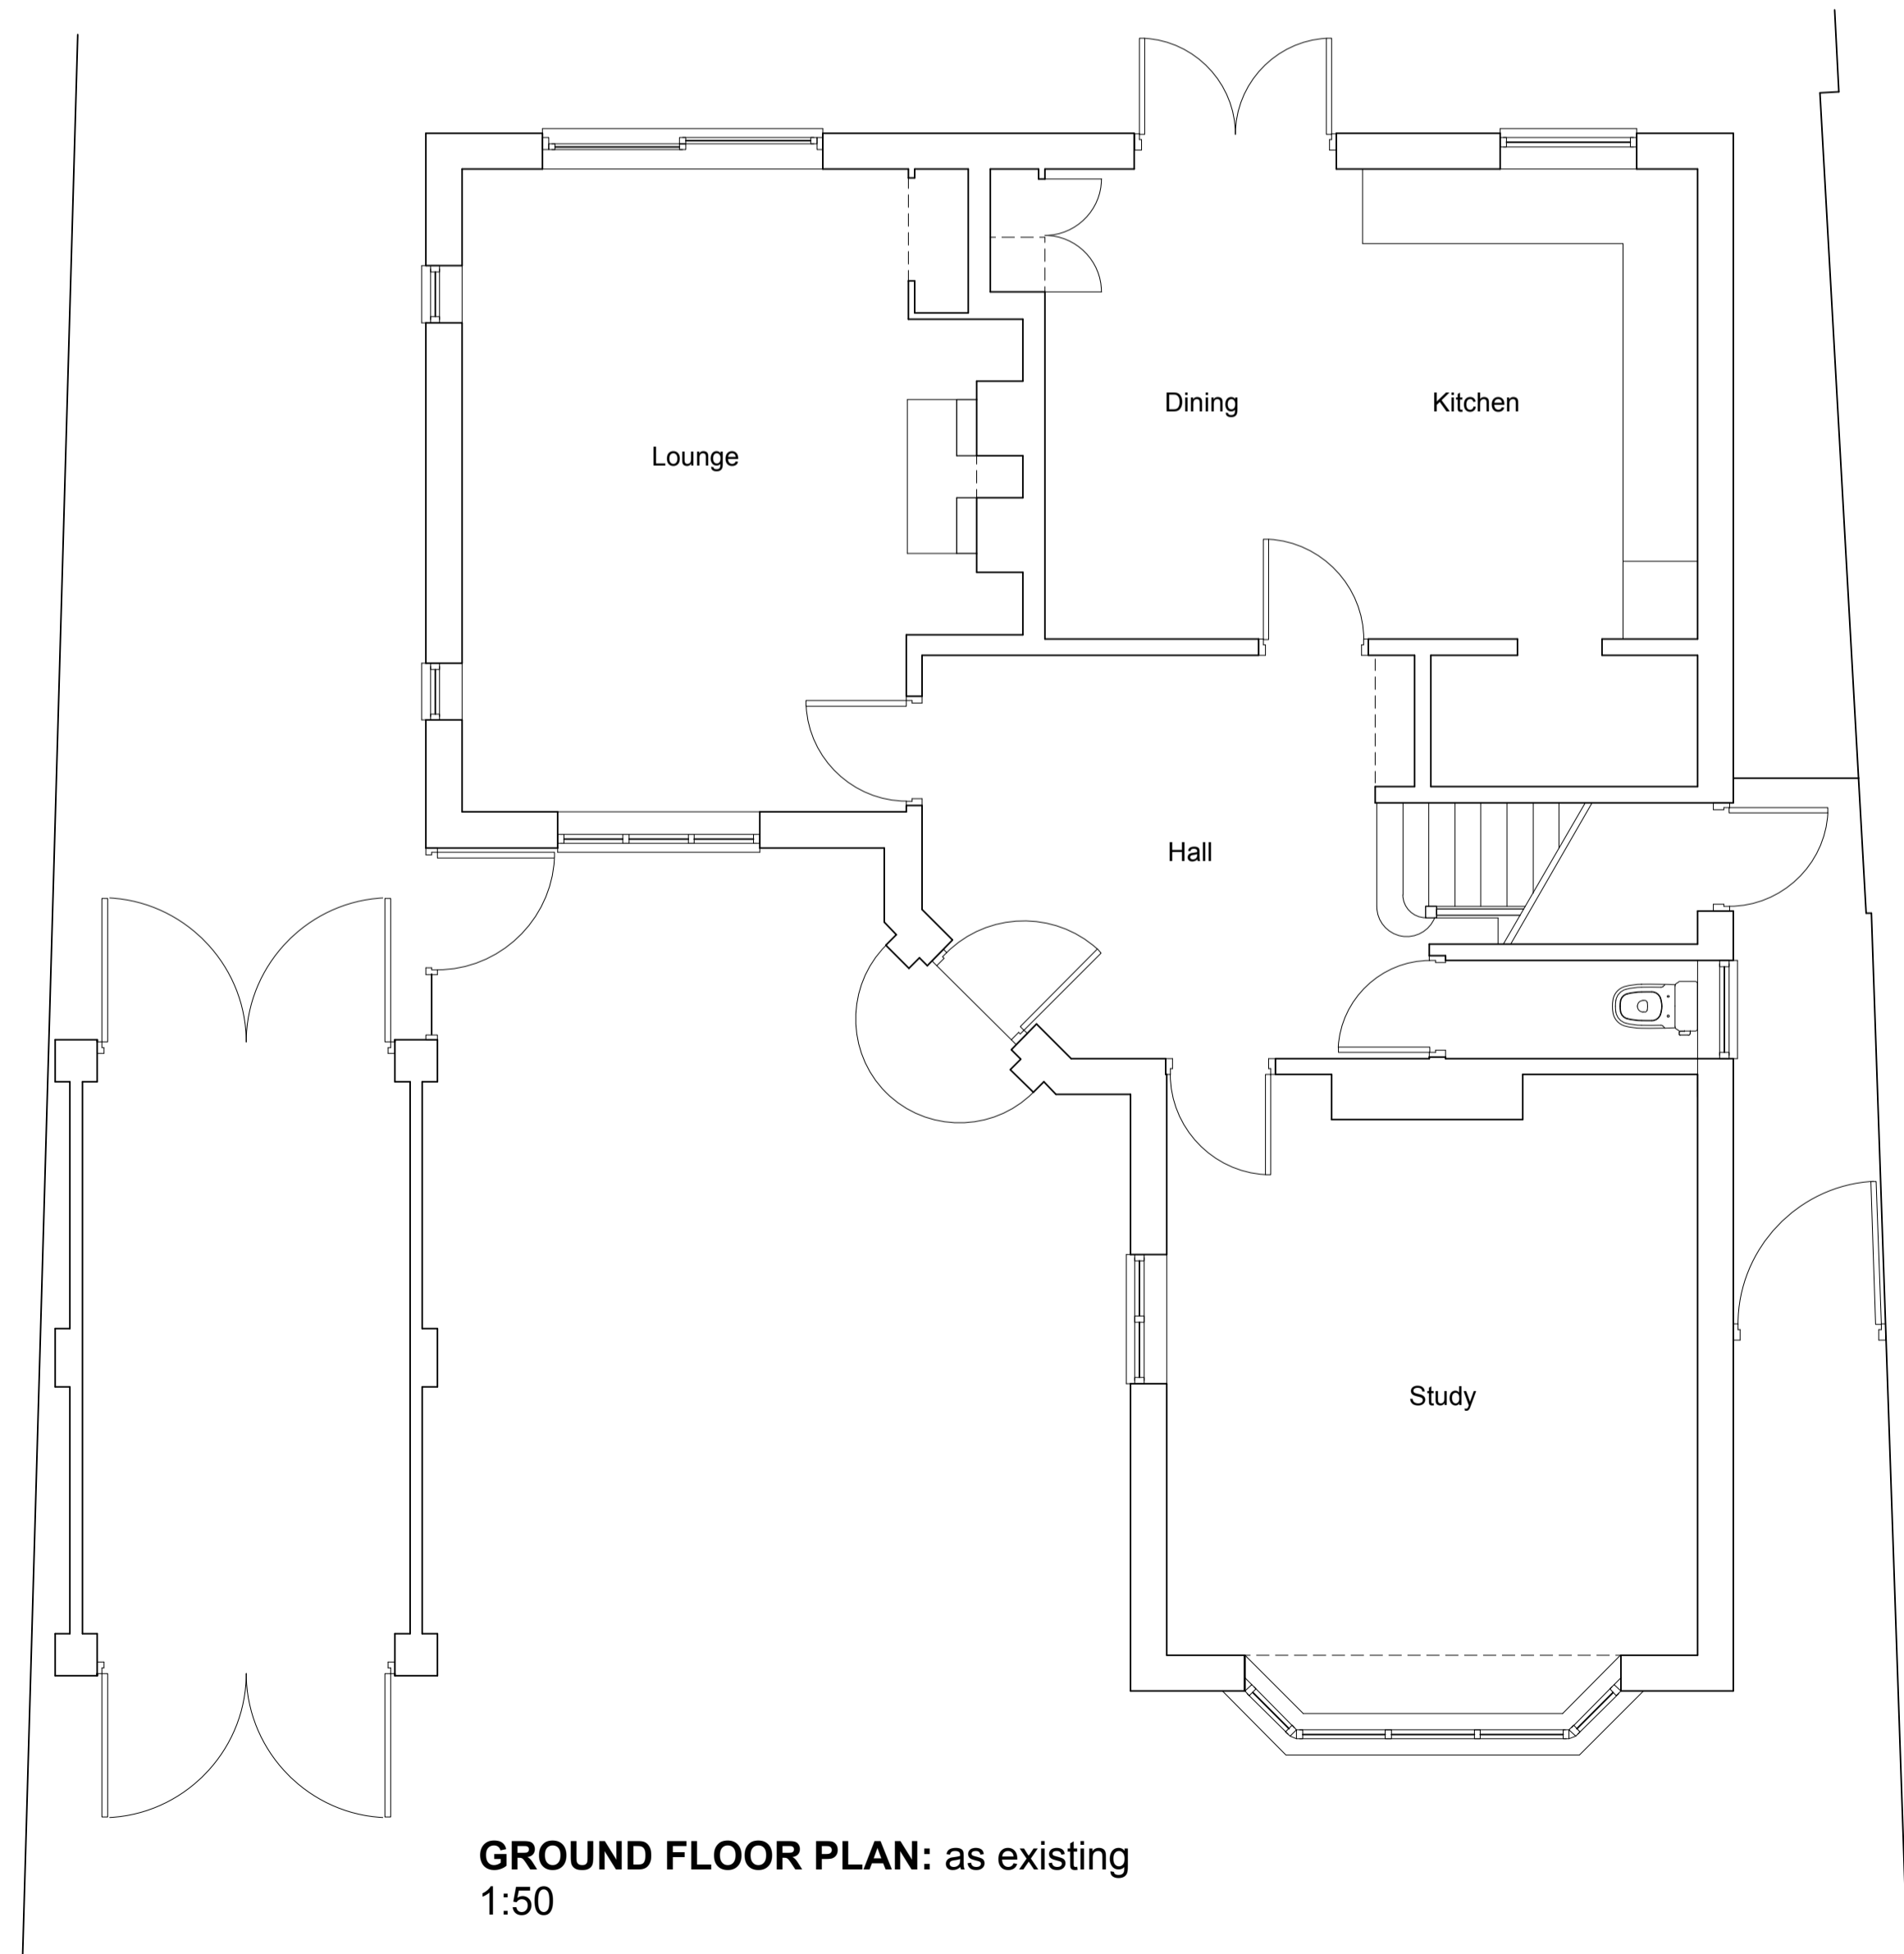 Dining
Kitchen
Lounge
Hall
Study
GROUND FLOOR PLAN: as existing
1:50